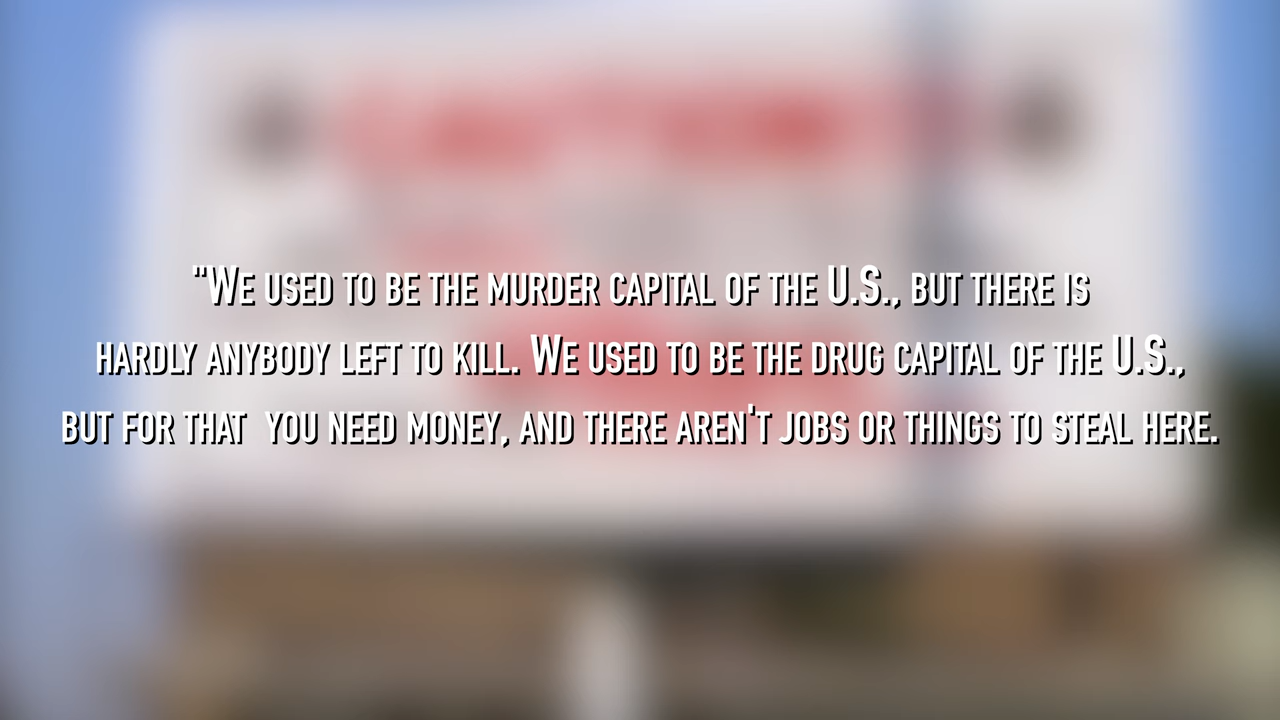 "We used to be the murder capital of the U.S., but there is
hardly anybody left to kill. We used to be the drug capital of the U.S.,
but for that  you need money, and there aren't jobs or things to steal here.